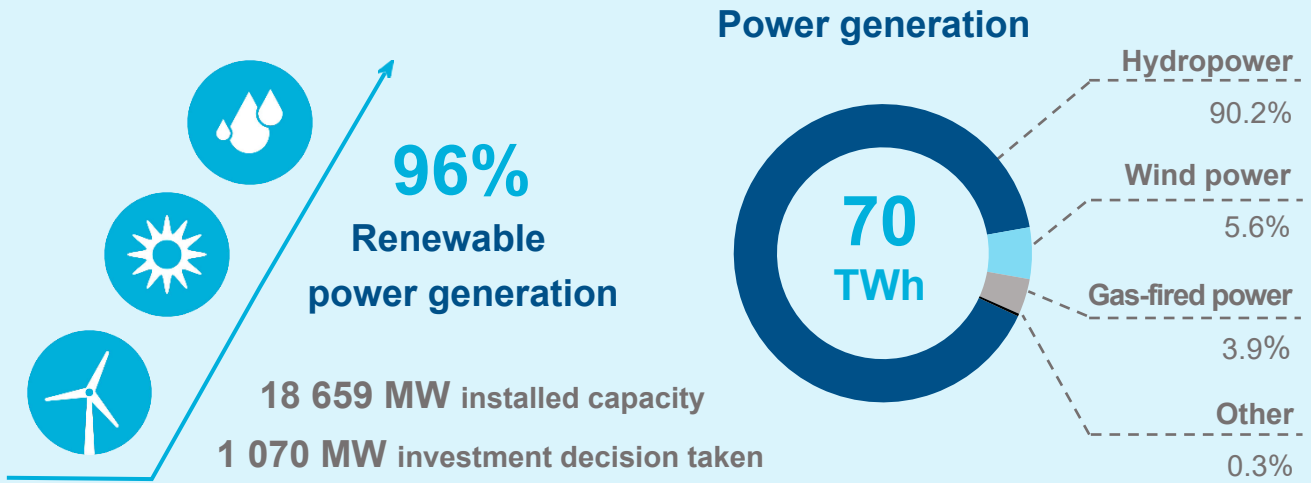 Power generation
96%
Renewable
power generation
18 659 MW installed capacity
1 070 MW investment decision taken
70
TWh
Hydropower
90.2%
Wind power
5.6%
Gas-fired power
3.9%
Other
0.3%